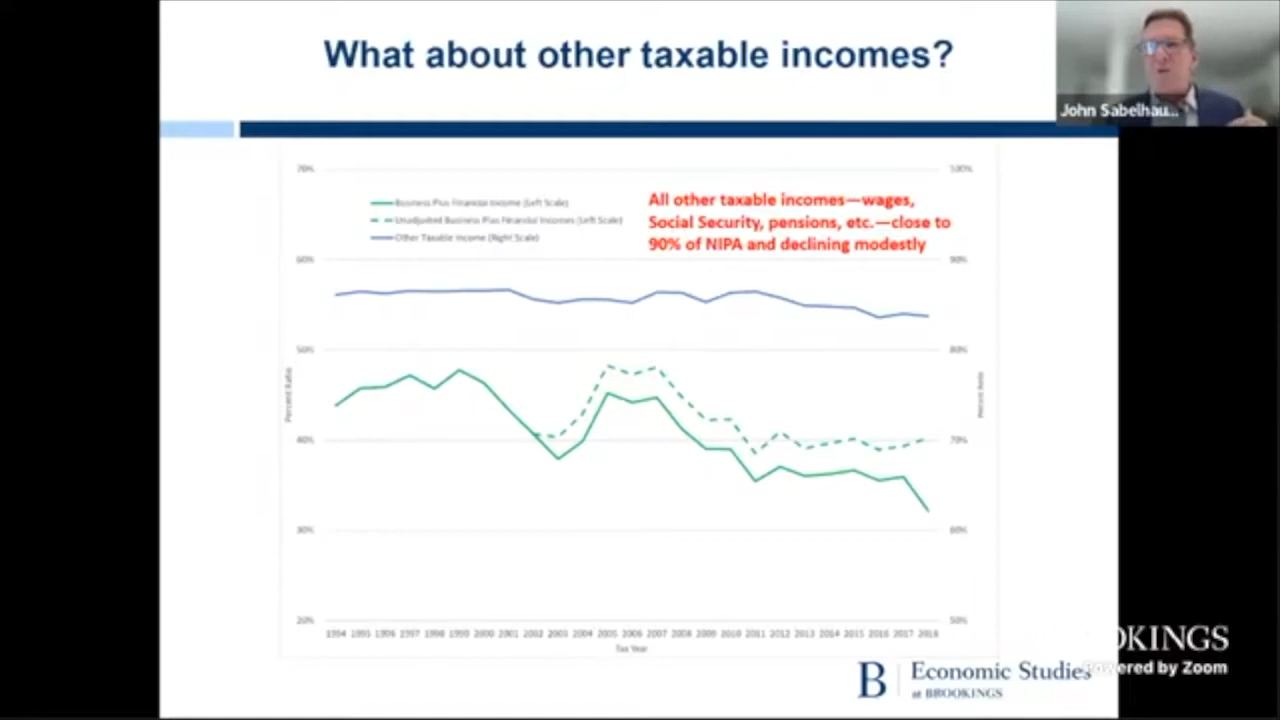 What about other taxable incomes?
John Sabelhau...
70%
100%
Business Plus Financial Income (Left Scale)
Unadjusted Business Plus Financial Incomes (Left Scale)
Other Taxable Income (Right Scale)
All other taxable incomes—wages,
Social Security, pensions, etc.—close to
90% of NIPA and declining modestly
60%
90%
50%
80%
Percent Ratio
Percent Ratio
40%
70%
30%
60%
20%
50%
1994 1995 1996 1997 1998 1999 2000 2001 2002 2003 2004 2005 2006 2007 2008 2009 2010 2011 2012 2013 2014 2015 2016 2017 2018
Tax Year
OKINGS
Powered by Zoom
B Economic Studies
at BROOKINGS